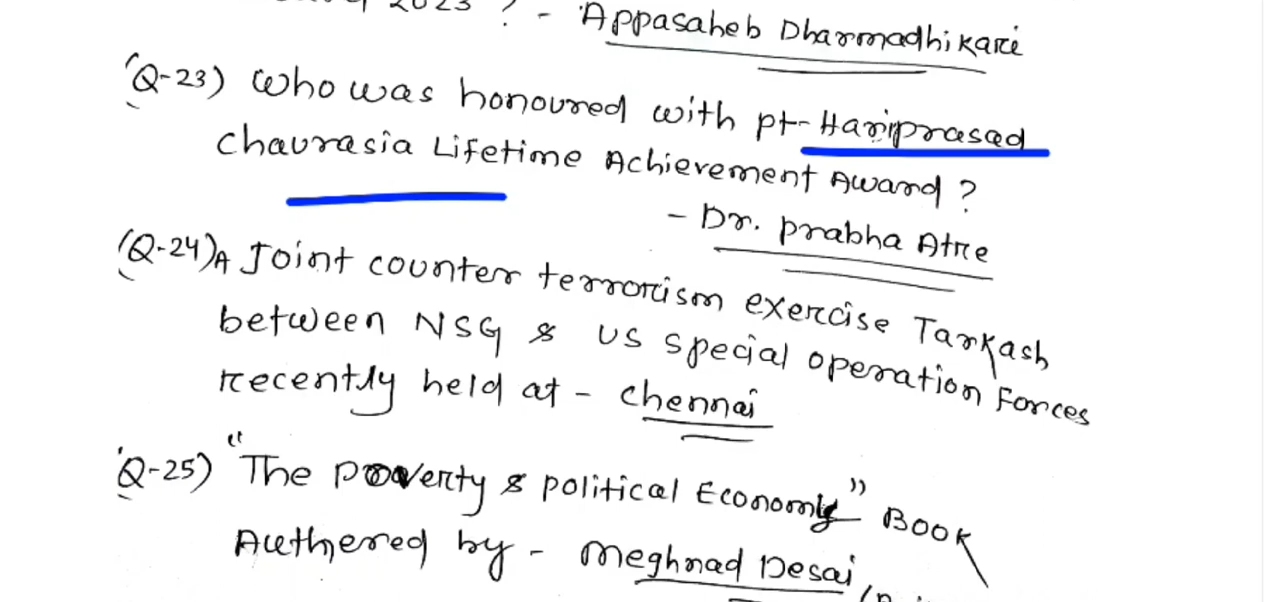 2023 ? - Appasaheb Dharmadhikari
(Q-23) Who was honoured with pt- Hariprasad
Chaurasia Lifetime Achievement Award ?
- Dr. Prabha Atre
(Q-24) A Joint counter terrorism exercise Tarkash
between NSG & US special operation Forces
recently held at - Chennai
Q-25) "The Poverty & political Economy" BOOK
Authered by - Meghnad Desai